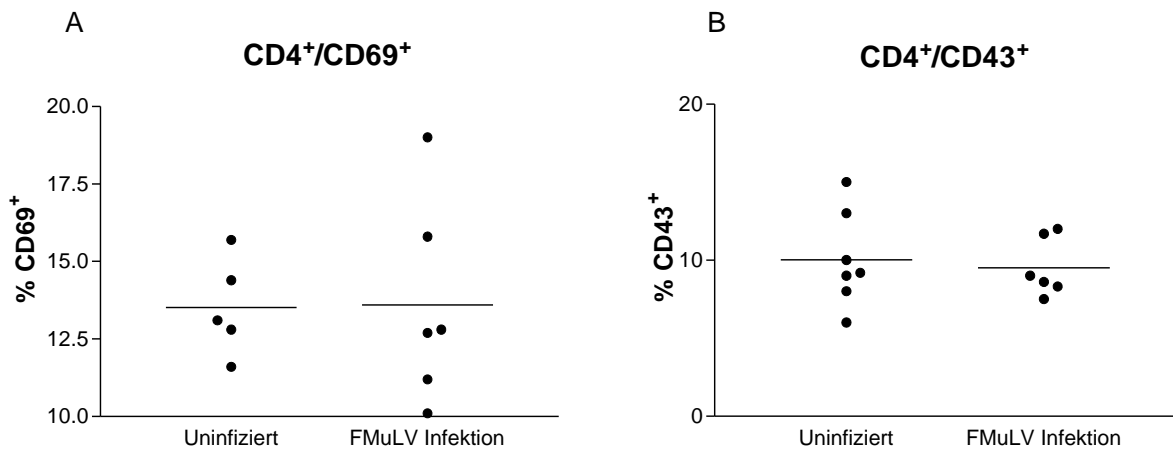 A
CD4⁺/CD69⁺
% CD69⁺
20.0
17.5
15.0
12.5
10.0
Uninfiziert FMuLV Infektion
B
CD4⁺/CD43⁺
% CD43⁺
20
10
0
Uninfiziert FMuLV Infektion